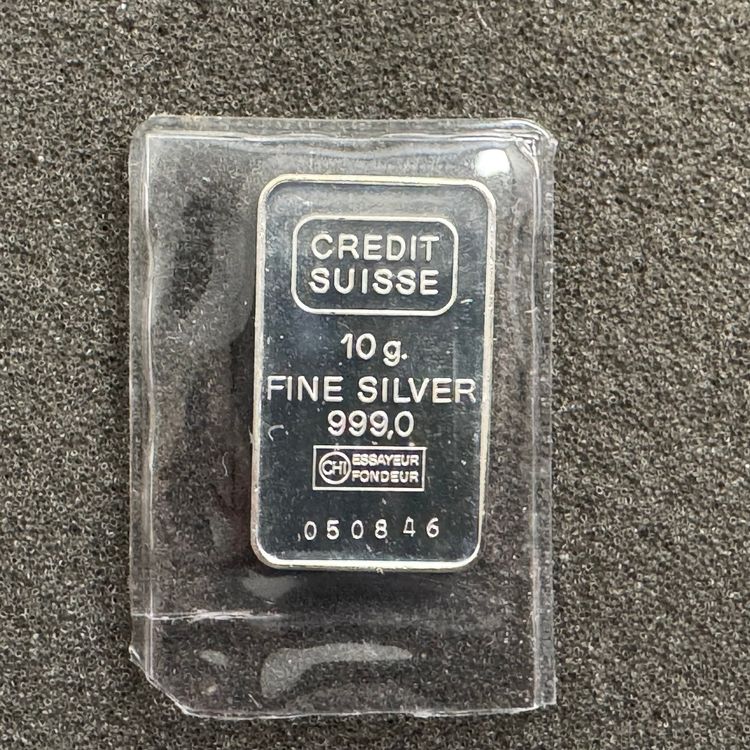 CREDIT
SUISSE
10 g.
FINE SILVER
999,0
CHI ESSAYEUR
FONDEUR
050846